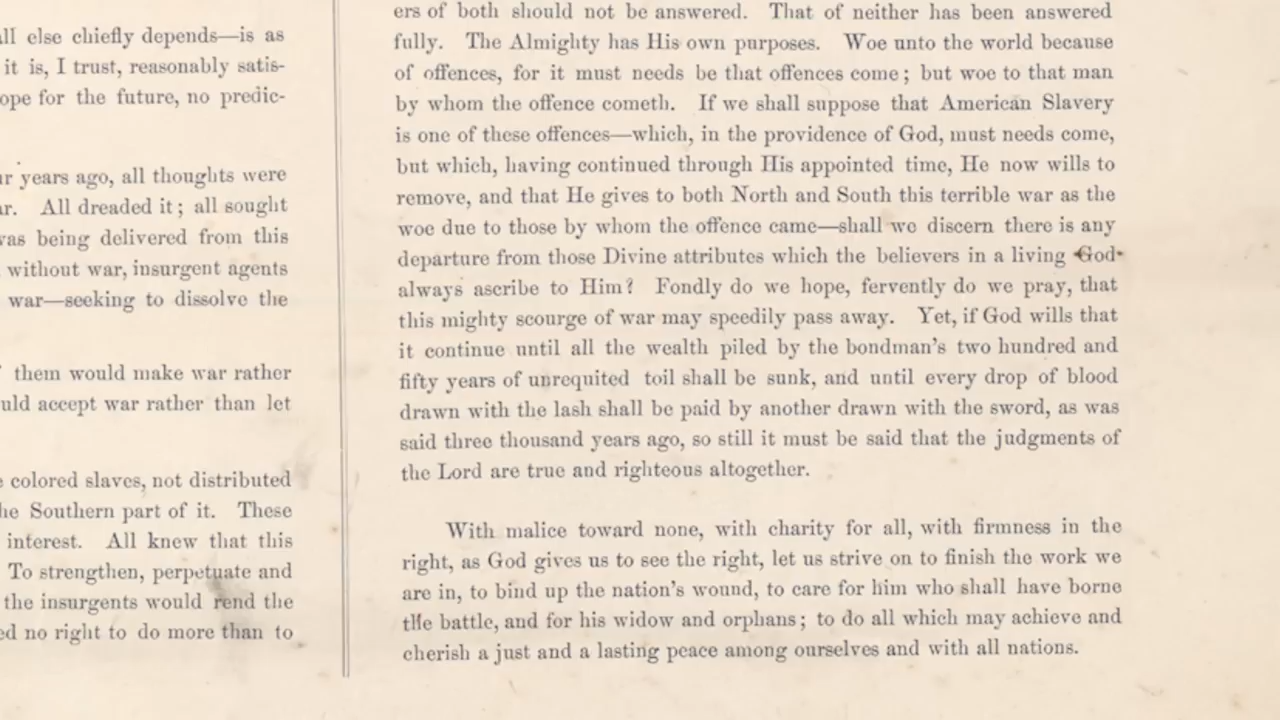 all else chiefly depends—is as
it is, I trust, reasonably satis-
hope for the future, no predic-
years ago, all thoughts were
All dreaded it; all sought
was being delivered from this
without war, insurgent agents
war—seeking to dissolve the
them would make war rather
would accept war rather than let
colored slaves, not distributed
the Southern part of it. These
interest. All knew that this
To strengthen, perpetuate and
the insurgents would rend the
no right to do more than to
ers of both should not be answered. That of neither has been answered
fully. The Almighty has His own purposes. Woe unto the world because
of offences, for it must needs be that offences come; but woe to that man
by whom the offence cometh. If we shall suppose that American Slavery
is one of these offences—which, in the providence of God, must needs come,
but which, having continued through His appointed time, He now wills to
remove, and that He gives to both North and South this terrible war as the
woe due to those by whom the offence came—shall we discern there is any
departure from those Divine attributes which the believers in a living God
always ascribe to Him? Fondly do we hope, fervently do we pray, that
this mighty scourge of war may speedily pass away. Yet, if God wills that
it continue until all the wealth piled by the bondman's two hundred and
fifty years of unrequited toil shall be sunk, and until every drop of blood
drawn with the lash shall be paid by another drawn with the sword, as was
said three thousand years ago, so still it must be said that the judgments of
the Lord are true and righteous altogether.
With malice toward none, with charity for all, with firmness in the
right, as God gives us to see the right, let us strive on to finish the work we
are in, to bind up the nation's wound, to care for him who shall have borne
the battle, and for his widow and orphans; to do all which may achieve and
cherish a just and a lasting peace among ourselves and with all nations.